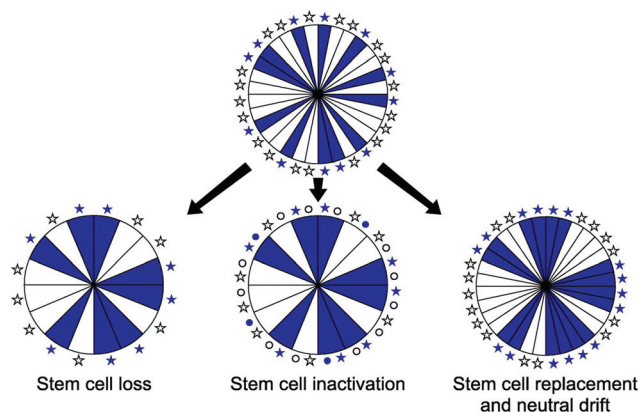 Stem cell loss
Stem cell inactivation
Stem cell replacement
and neutral drift